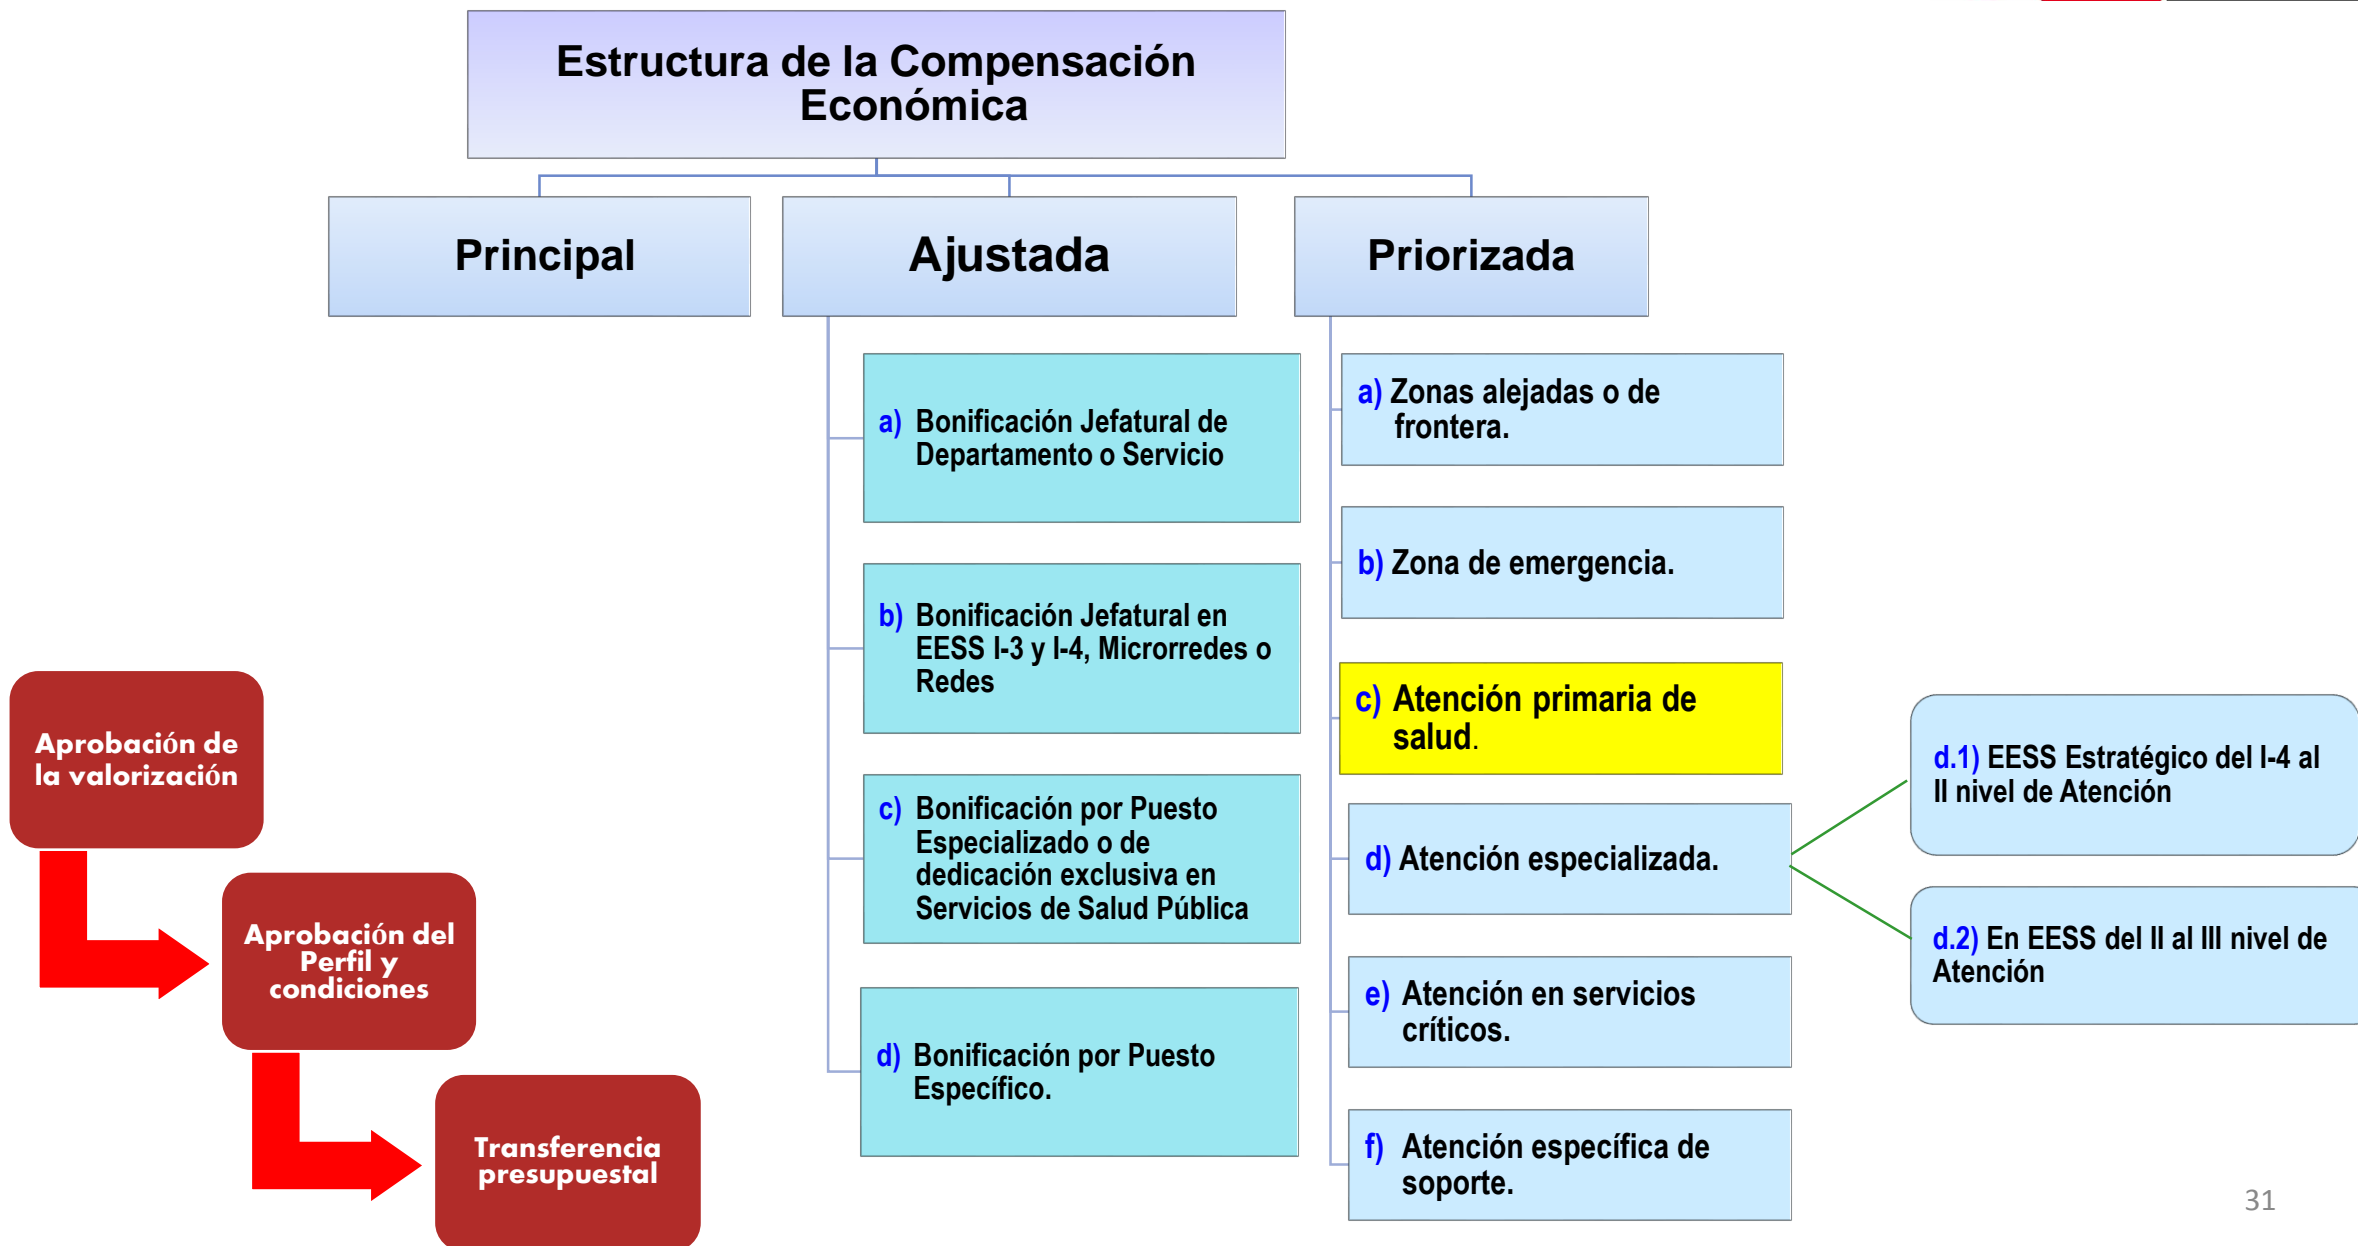 Estructura de la Compensación
Económica
Principal
Ajustada
Priorizada
a) Bonificación Jefatural de
Departamento o Servicio
b) Bonificación Jefatural en
EESS I-3 y I-4, Microrredes o
Redes
c) Bonificación por Puesto
Especializado o de
dedicación exclusiva en
Servicios de Salud Pública
d) Bonificación por Puesto
Específico.
a) Zonas alejadas o de
frontera.
b) Zona de emergencia.
c) Atención primaria de
salud.
d) Atención especializada.
e) Atención en servicios
críticos.
f) Atención específica de
soporte.
d.1) EESS Estratégico del I-4 al
II nivel de Atención
d.2) En EESS del II al III nivel de
Atención
Aprobación de
la valorización
Aprobación del
Perfil y
condiciones
Transferencia
presupuestal
31